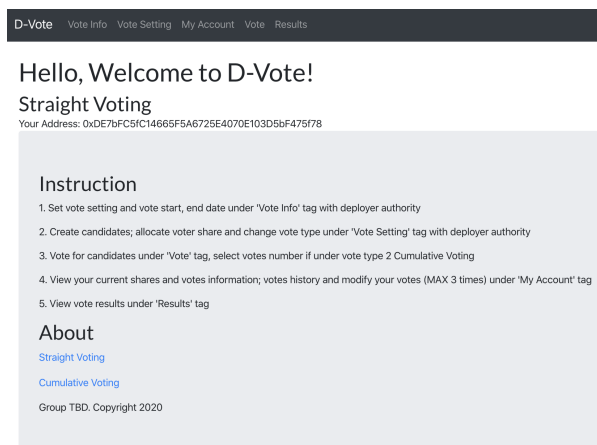 D-Vote Vote Info Vote Setting My Account Vote Results
Hello, Welcome to D-Vote!
Straight Voting
Your Address: 0xDE7bFC5fC14665F5A6725E4070E103D5bF475f78
Instruction
1. Set vote setting and vote start, end date under 'Vote Info' tag with deployer authority
2. Create candidates; allocate voter share and change vote type under 'Vote Setting' tag with deployer authority
3. Vote for candidates under 'Vote' tag, select votes number if under vote type 2 Cumulative Voting
4. View your current shares and votes information; votes history and modify your votes (MAX 3 times) under 'My Account' tag
5. View vote results under 'Results' tag
About
Straight Voting
Cumulative Voting
Group TBD. Copyright 2020